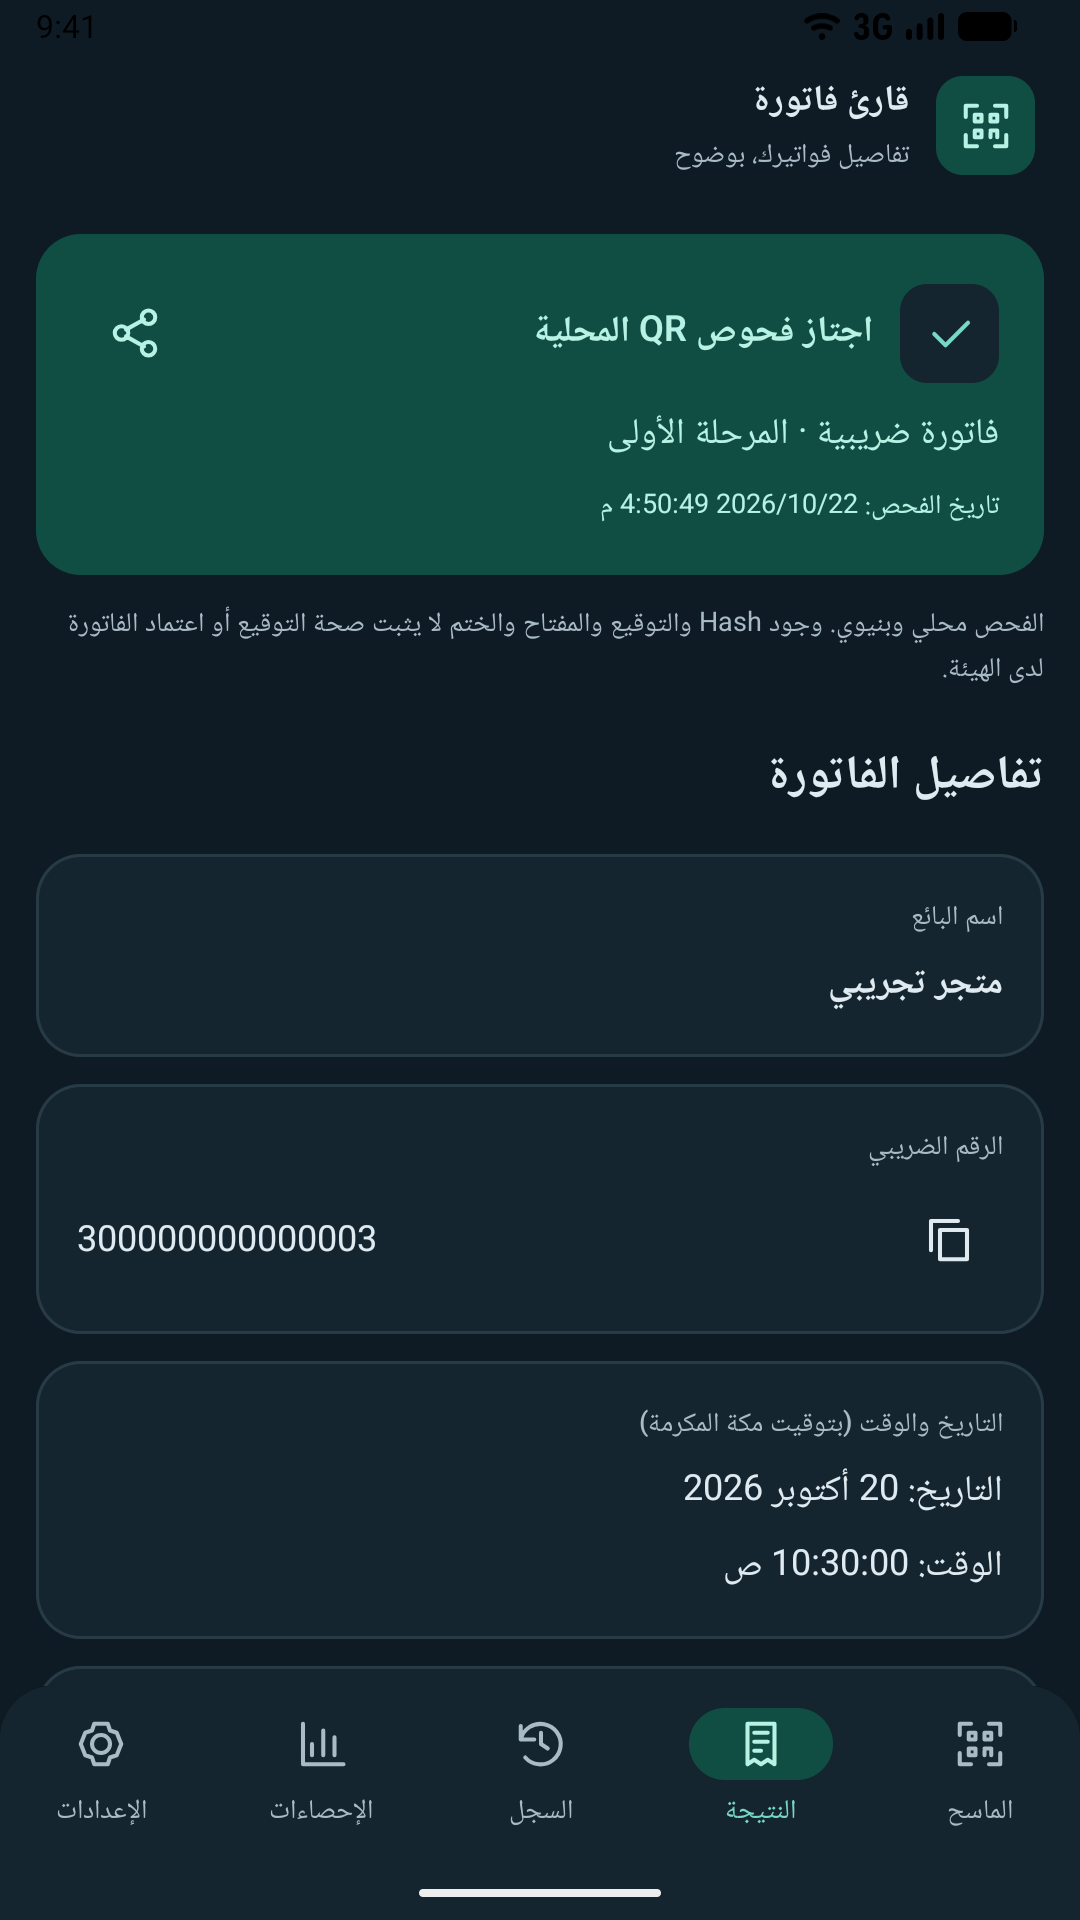 9:41
3G
قارئ فاتورة
تفاصيل فواتيرك، بوضوح
اجتاز فحوص QR المحلية
فاتورة ضريبية · المرحلة الأولى
تاريخ الفحص: 2026/10/22 4:50:49 م
الفحص محلي وبنيوي. وجود Hash والتوقيع والمفتاح والختم لا يثبت صحة التوقيع أو اعتماد الفاتورة
لدى الهيئة.
تفاصيل الفاتورة
اسم البائع
متجر تجريبي
الرقم الضريبي
300000000000003
التاريخ والوقت (بتوقيت مكة المكرمة)
التاريخ: 20 أكتوبر 2026
الوقت: 10:30:00 ص
الماسح
النتيجة
السجل
الإحصاءات
الإعدادات